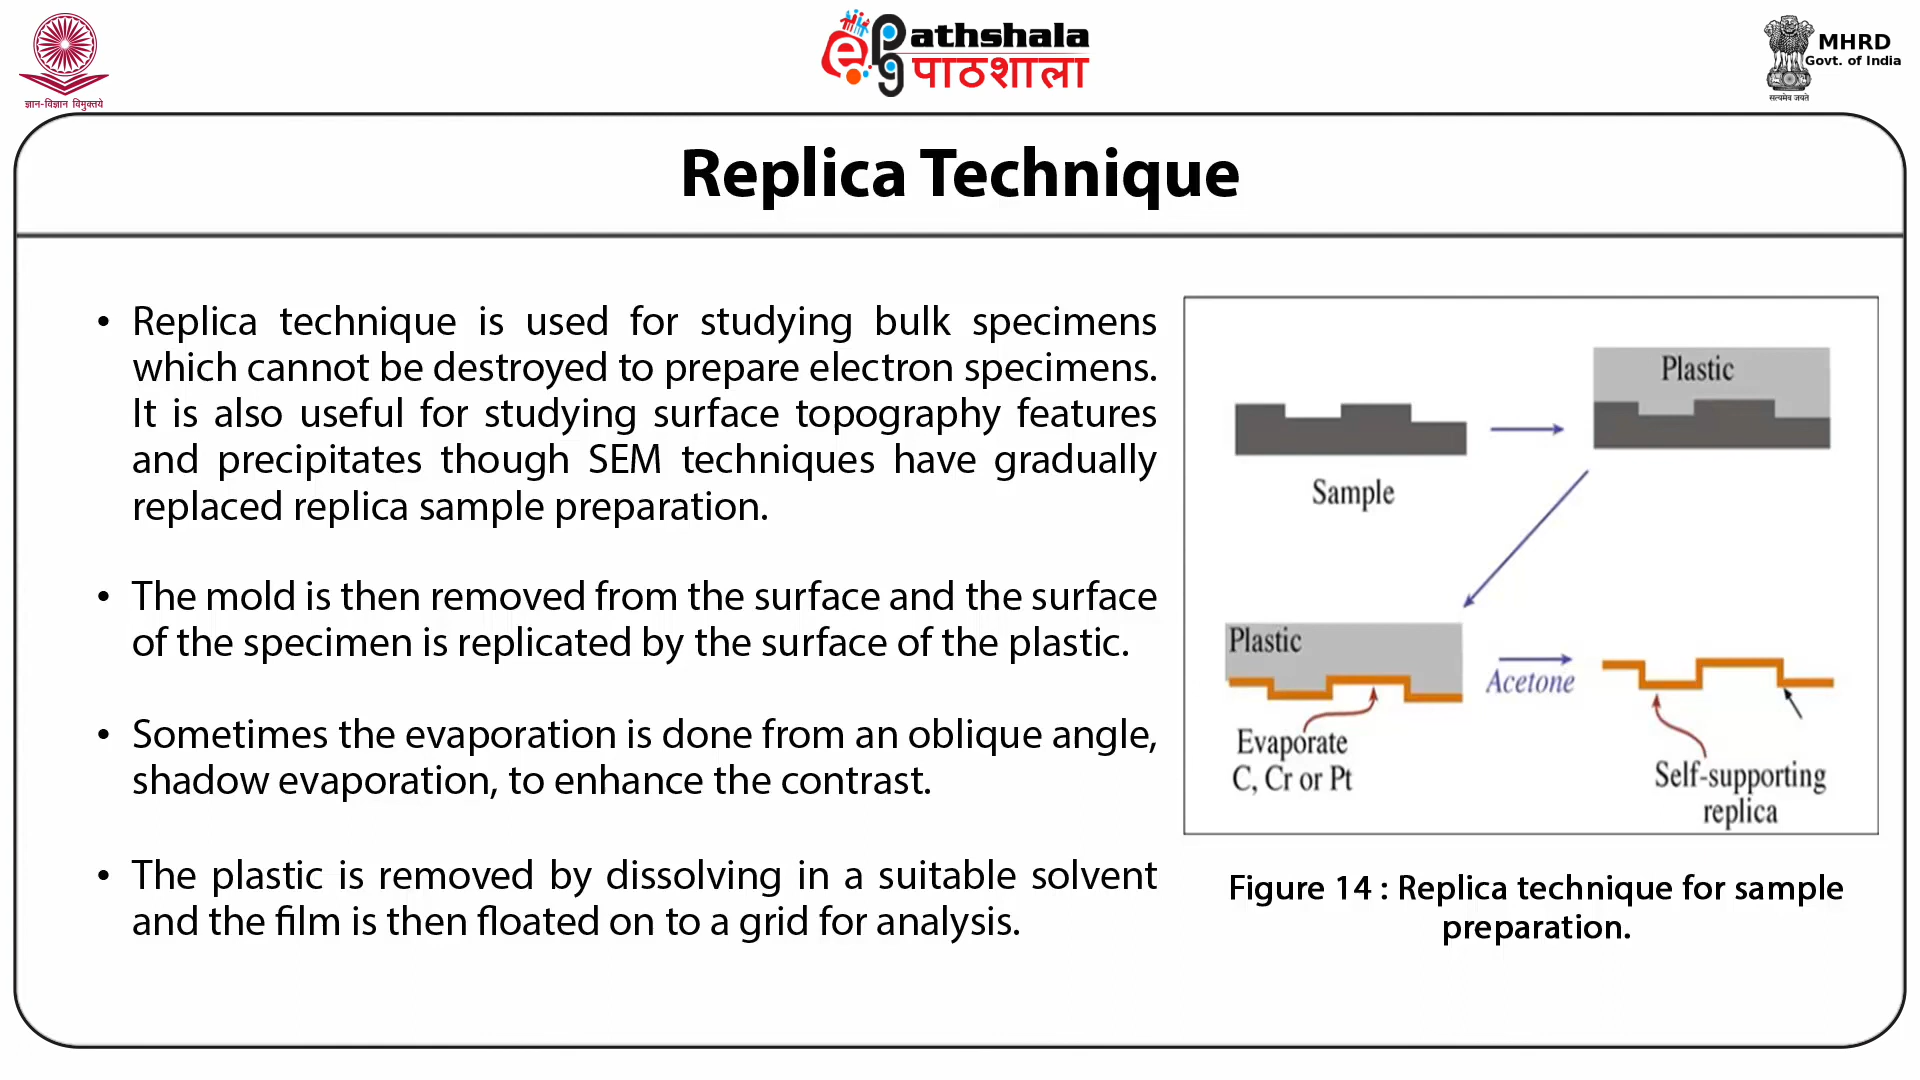 ज्ञान-विज्ञान विमुक्तये
ePathshala
पाठशाला
MHRD
Govt. of India
सत्यमेव जयते
Replica Technique
• Replica technique is used for studying bulk specimens
which cannot be destroyed to prepare electron specimens.
It is also useful for studying surface topography features
and precipitates though SEM techniques have gradually
replaced replica sample preparation.
• The mold is then removed from the surface and the surface
of the specimen is replicated by the surface of the plastic.
• Sometimes the evaporation is done from an oblique angle,
shadow evaporation, to enhance the contrast.
• The plastic is removed by dissolving in a suitable solvent
and the film is then floated on to a grid for analysis.
Sample
Plastic
Plastic
Acetone
Evaporate
C, Cr or Pt
Self-supporting
replica
Figure 14 : Replica technique for sample
preparation.